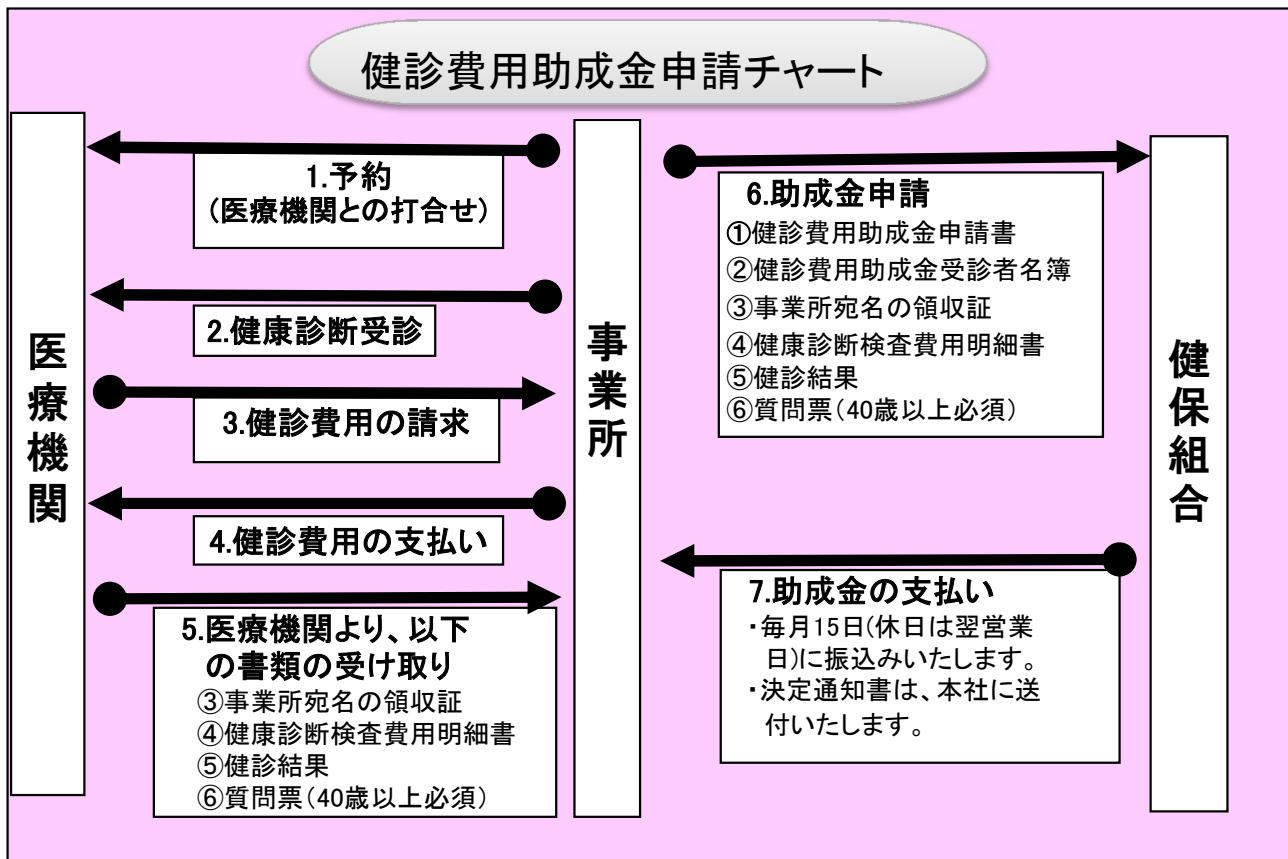 健診費用助成金申請チャート
医療機関
1.予約
(医療機関との打合せ)
2.健康診断受診
3.健診費用の請求
4.健診費用の支払い
5.医療機関より、以下
の書類の受け取り
③事業所宛名の領収証
④健康診断検査費用明細書
⑤健診結果
⑥質問票(40歳以上必須)
事業所
6.助成金申請
①健診費用助成金申請書
②健診費用助成金受診者名簿
③事業所宛名の領収証
④健康診断検査費用明細書
⑤健診結果
⑥質問票(40歳以上必須)
7.助成金の支払い
・毎月15日(休日は翌営業
日)に振込みいたします。
・決定通知書は、本社に送
付いたします。
健保組合